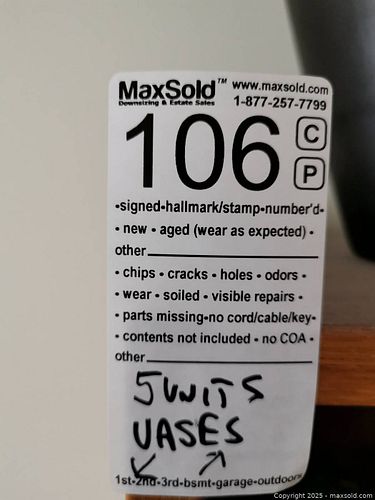 MaxSold™ www.maxsold.com
Downsizing & Estate Sales 1-877-257-7799
106 C
P
•signed•hallmark/stamp•number'd•
• new • aged (wear as expected) •
other
• chips • cracks • holes • odors •
• wear • soiled • visible repairs •
• parts missing•no cord/cable/key•
• contents not included • no COA •
other
5 UNITS
VASES
1st•2nd•3rd•bsmt•garage•outdoors
Copyright 2025 - maxsold.com